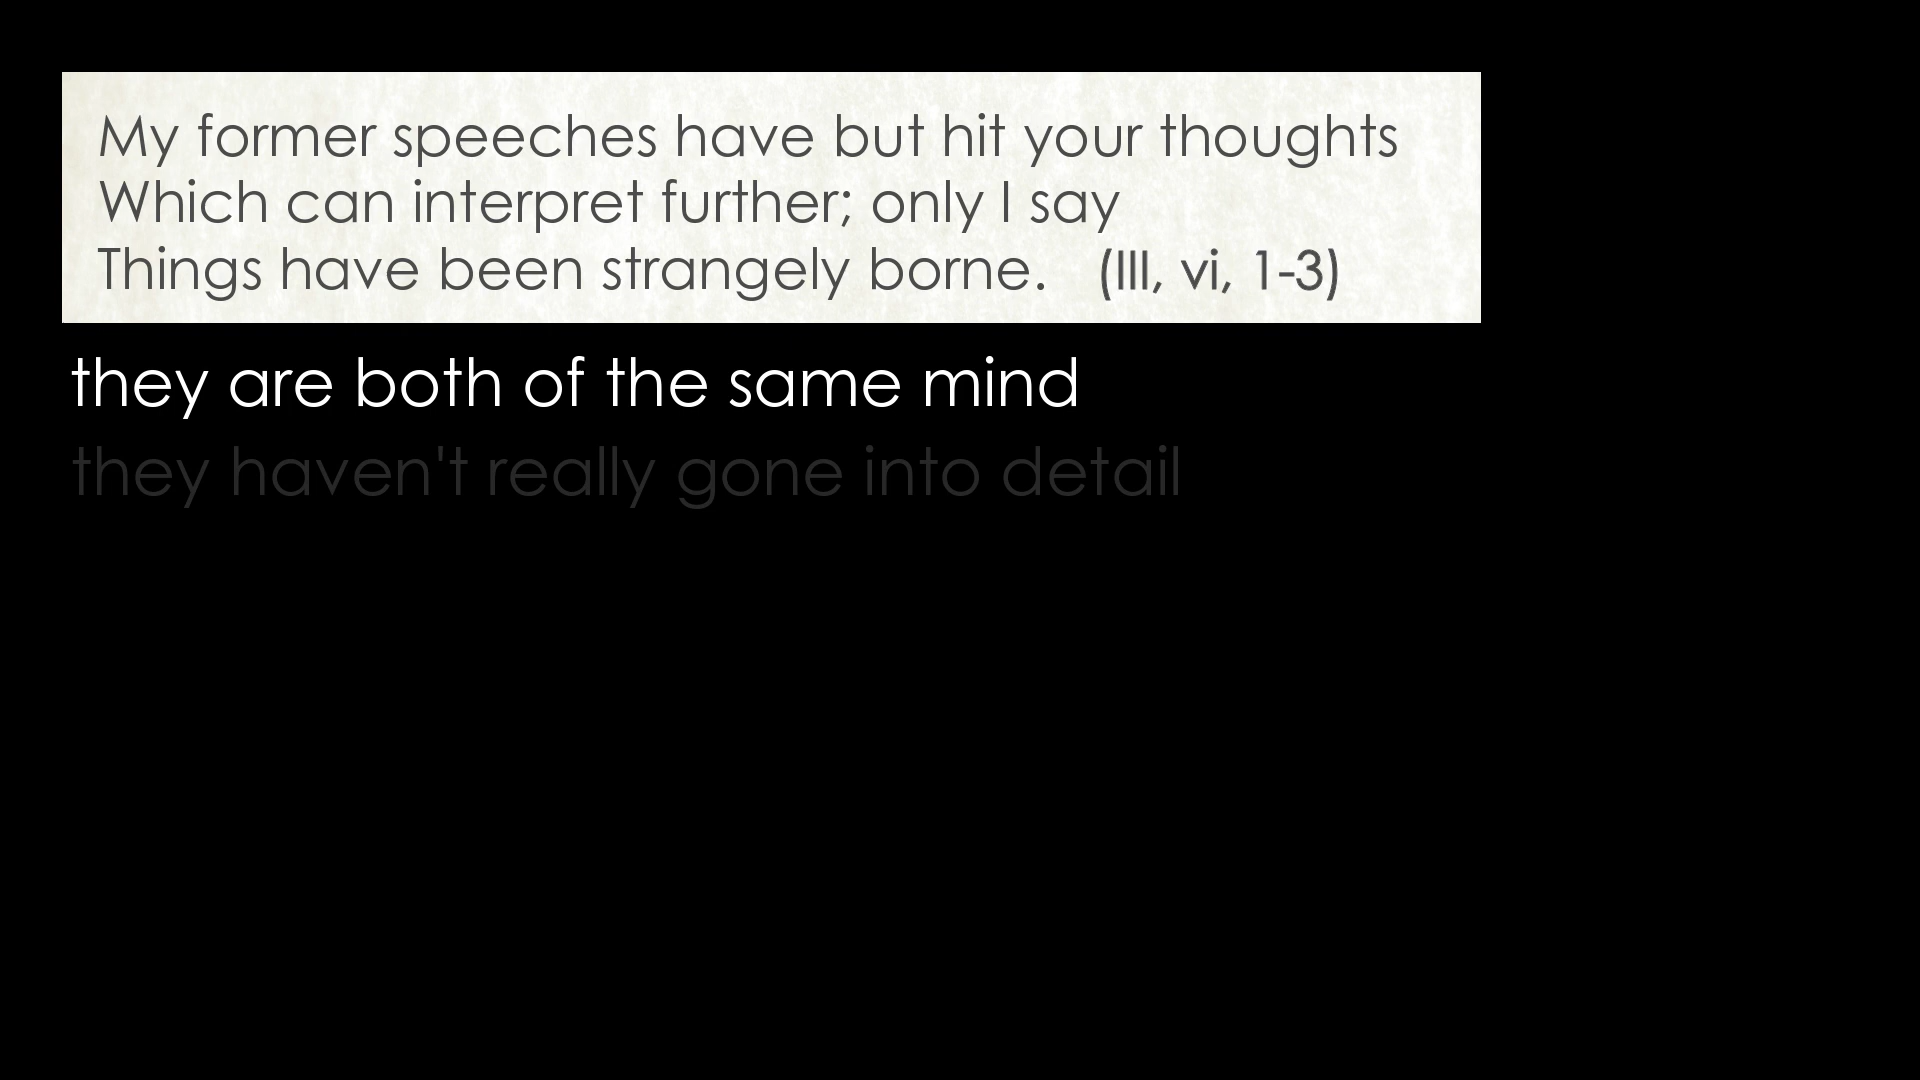 My former speeches have but hit your thoughts
Which can interpret further; only I say
Things have been strangely borne. (III, vi, 1-3)
they are both of the same mind
they haven't really gone into detail